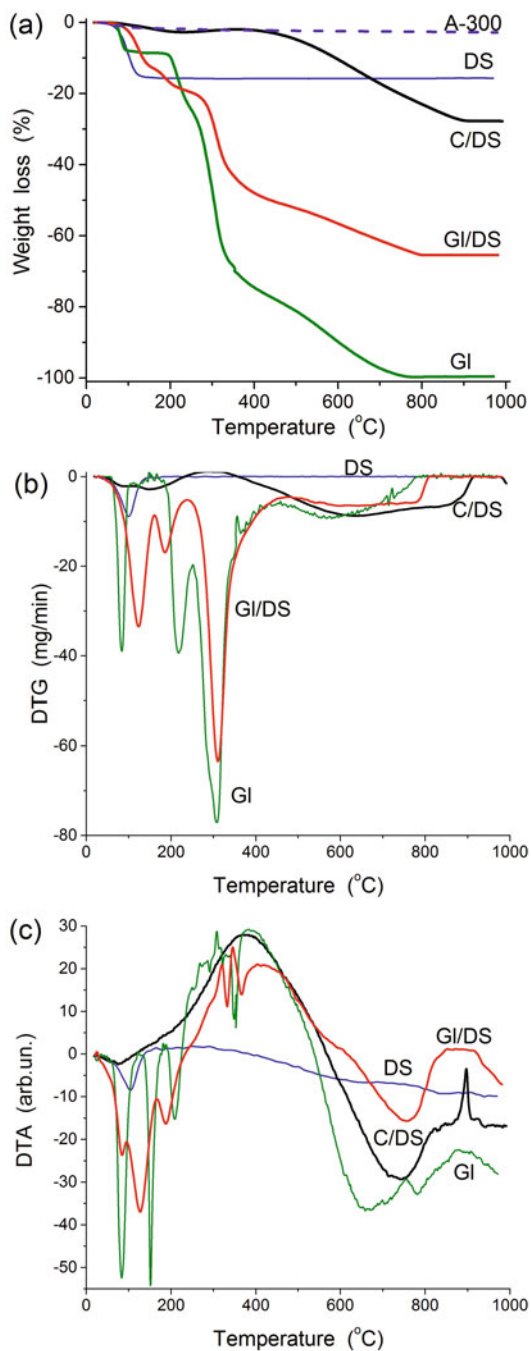 (a)
0
-20
-40
-60
-80
-100
Weight loss (%)
A-300
DS
C/DS
Gl/DS
Gl
0 200 400 600 800 1000
Temperature (°C)
(b)
0
-20
-40
-60
-80
DTG (mg/min)
DS
C/DS
Gl/DS
Gl
0 200 400 600 800 1000
Temperature (°C)
(c)
30
20
10
0
-10
-20
-30
-40
-50
DTA (arb.un.)
Gl/DS
DS
C/DS
Gl
0 200 400 600 800 1000
Temperature (°C)